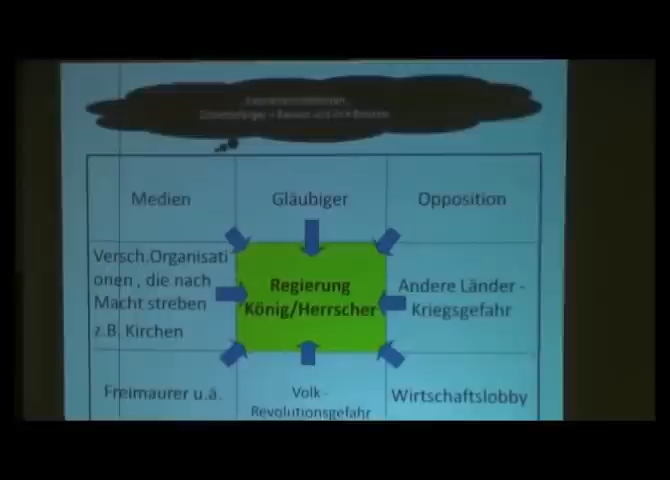 Medien
Gläubiger
Opposition
Versch.Organisati
onen , die nach
Macht streben
z.B. Kirchen
Regierung
König/Herrscher
Andere Länder -
Kriegsgefahr
Freimaurer u.ä.
Volk -
Revolutionsgefahr
Wirtschaftslobby